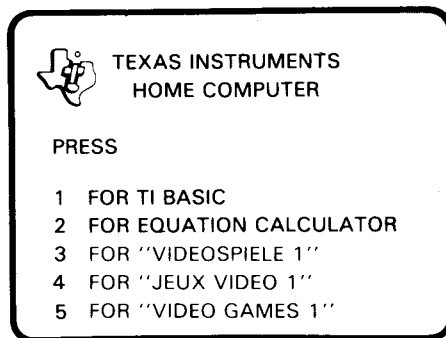 TEXAS INSTRUMENTS
HOME COMPUTER
PRESS
1 FOR TI BASIC
2 FOR EQUATION CALCULATOR
3 FOR "VIDEOSPIELE 1"
4 FOR "JEUX VIDEO 1"
5 FOR "VIDEO GAMES 1"